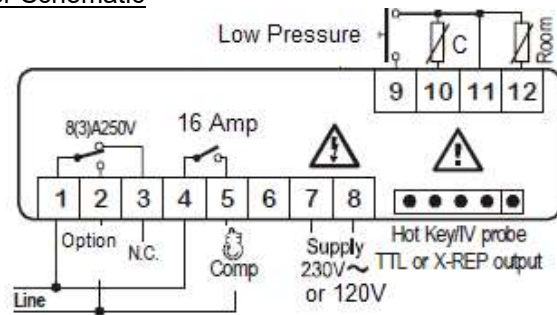 Low Pressure
C
Room
9 10 11 12
8(3)A250V
16 Amp
1 2 3 4 5 6 7 8
Option
N.C.
Comp
Supply
230V~
or 120V
Hot Key/IV probe
TTL or X-REP output
Line